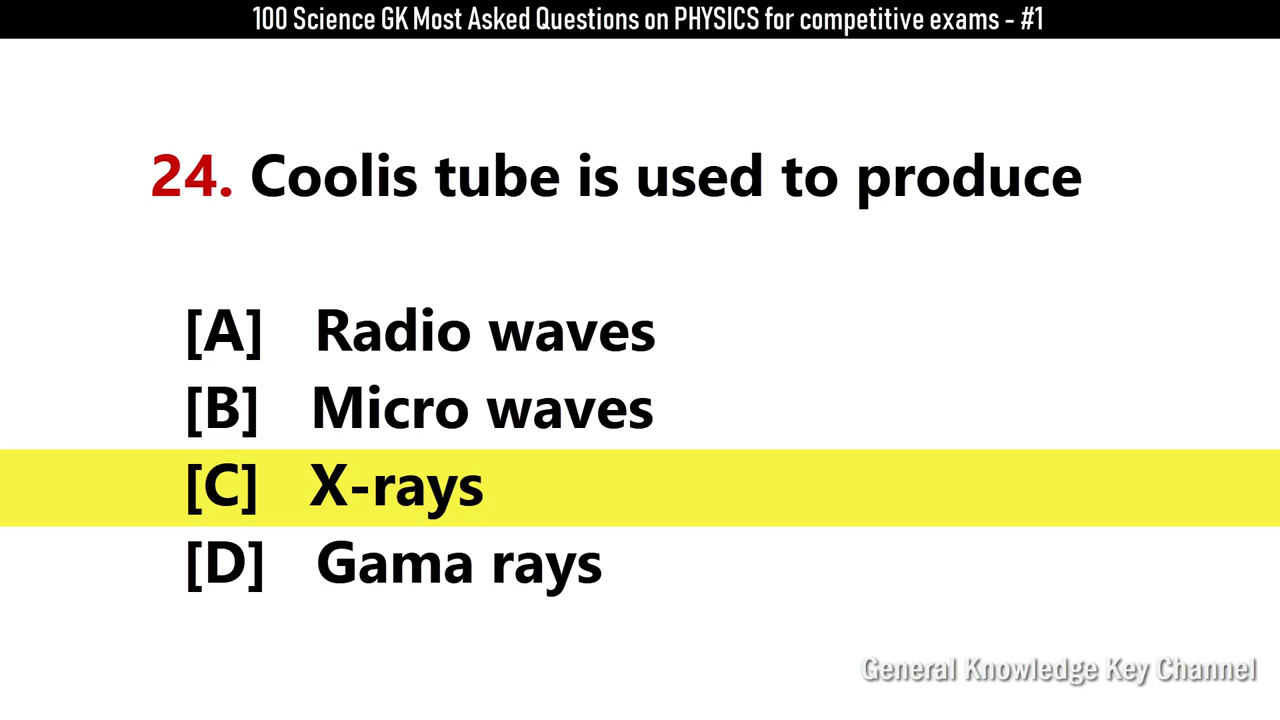 100 Science GK Most Asked Questions on PHYSICS for competitive exams - #1
24. Coolis tube is used to produce
[A] Radio waves
[B] Micro waves
[C] X-rays
[D] Gama rays
General Knowledge Key Channel